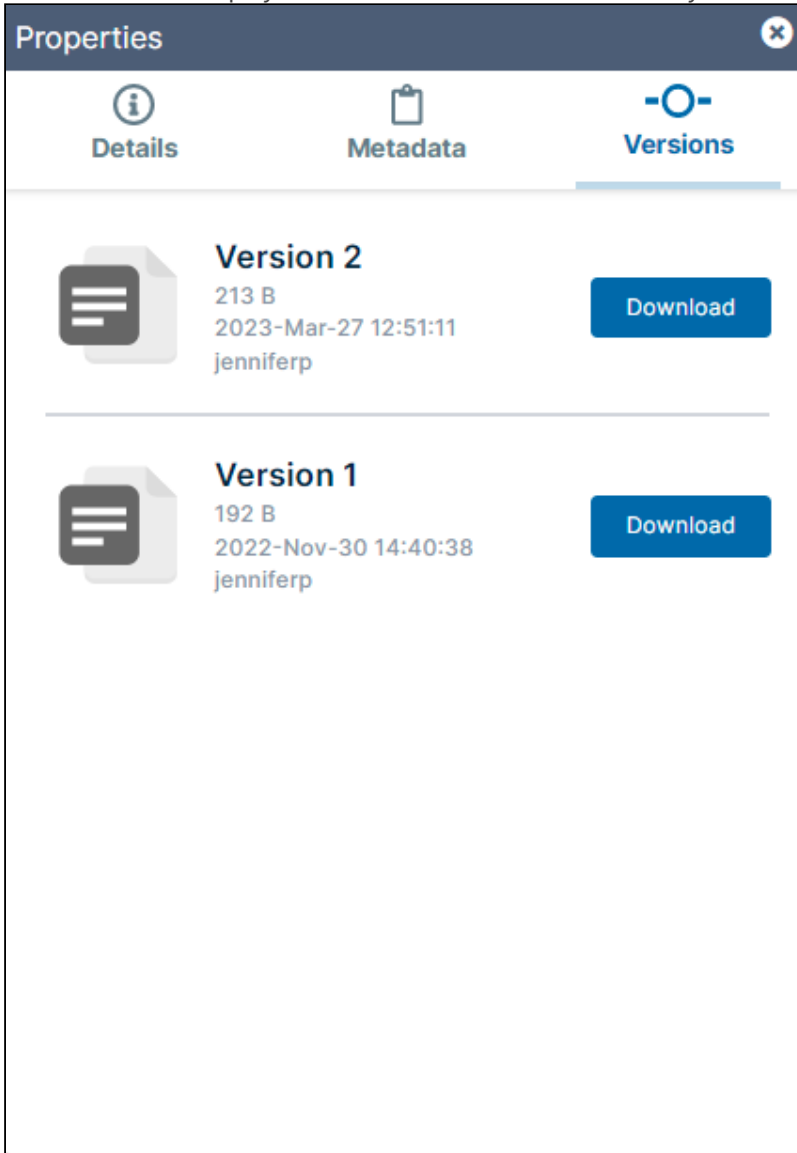 Properties
Details
Metadata
Versions
Version 2
213 B
2023-Mar-27 12:51:11
jenniferp
Download
Version 1
192 B
2022-Nov-30 14:40:38
jenniferp
Download